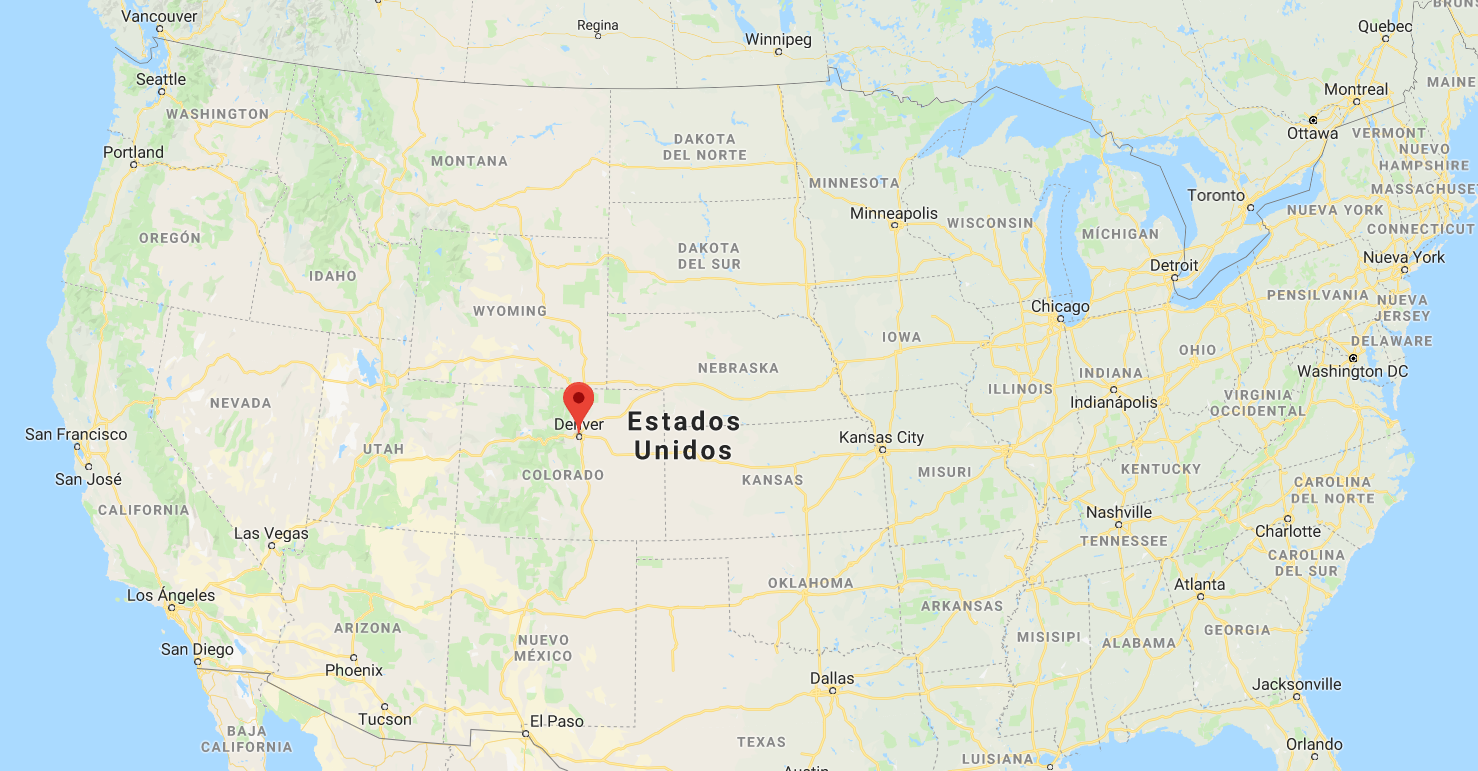 Vancouver
Regina
Winnipeg
Quebec
BRUNS
Seattle
WASHINGTON
Montreal
MAINE
Ottawa
VERMONT
Portland
MONTANA
DAKOTA
DEL NORTE
NUEVO
HAMPSHIRE
MINNESOTA
Minneapolis
WISCONSIN
Toronto
MASSACHUSE
NUEVA YORK
CONNECTICUT
OREGÓN
IDAHO
DAKOTA
DEL SUR
MÍCHIGAN
Detroit
Nueva York
WYOMING
Chicago
PENSILVANIA
NUEVA
JERSEY
IOWA
OHIO
DELAWARE
NEBRASKA
ILLINOIS
INDIANA
Indianápolis
Washington DC
NEVADA
VIRGINIA
OCCIDENTAL
Denver
Estados
Unidos
San Francisco
UTAH
Kansas City
San José
COLORADO
KANSAS
MISURI
KENTUCKY
CALIFORNIA
CAROLINA
DEL NORTE
Las Vegas
Nashville
TENNESSEE
Charlotte
CAROLINA
DEL SUR
Los Ángeles
OKLAHOMA
ARKANSAS
Atlanta
ARIZONA
NUEVO
MÉXICO
MISISIPI
ALABAMA
GEORGIA
San Diego
Phoenix
Dallas
Jacksonville
Tucson
El Paso
BAJA
CALIFORNIA
TEXAS
LUISIANA
Orlando
Austin